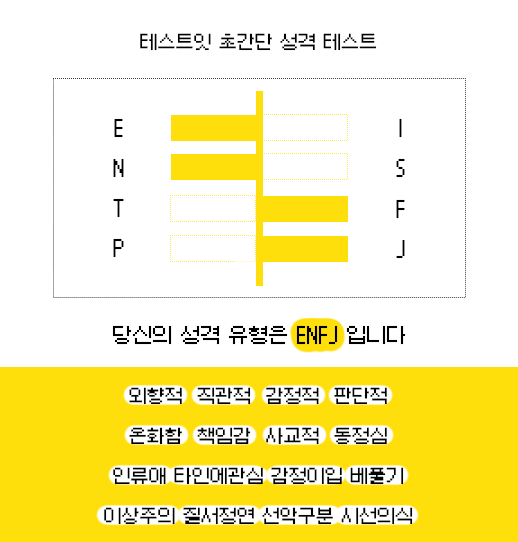 테스트잇 초간단 성격 테스트
E I
N S
T F
P J
당신의 성격 유형은 ENFJ 입니다
외향적 직관적 감정적 판단적
온화함 책임감 사교적 동정심
인류애 타인에관심 감정이입 베풀기
이상주의 질서정연 선악구분 시선의식